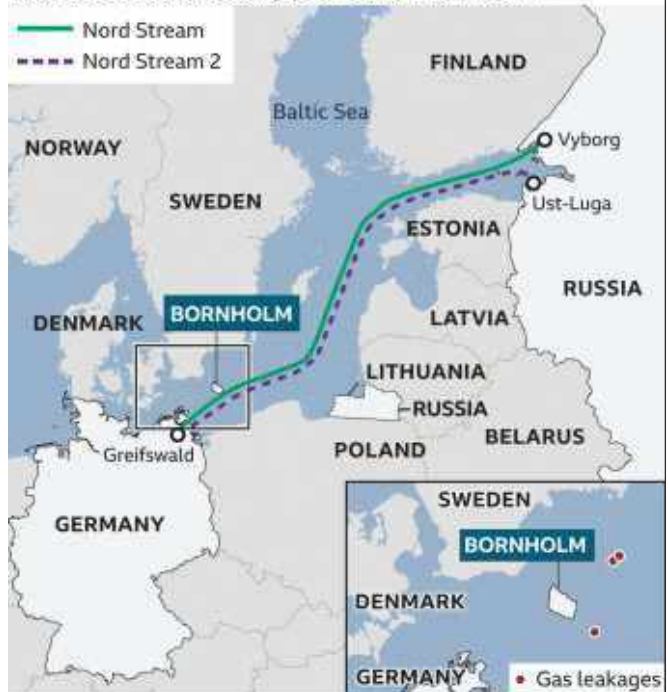 Nord Stream
Nord Stream 2
FINLAND
Baltic Sea
NORWAY
Vyborg
SWEDEN
Ust-Luga
ESTONIA
RUSSIA
BORNHOLM
DENMARK
LATVIA
LITHUANIA
RUSSIA
BELARUS
Greifswald
POLAND
GERMANY
SWEDEN
BORNHOLM
DENMARK
GERMANY
Gas leakages